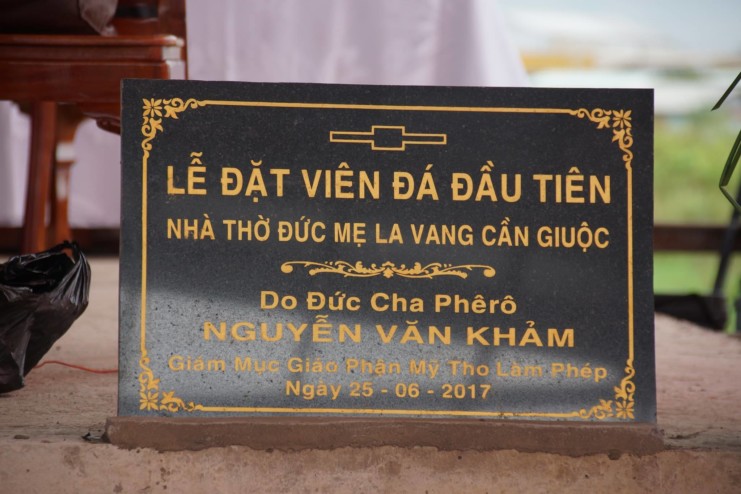 LỄ ĐẶT VIÊN ĐÁ ĐẦU TIÊN
NHÀ THỜ ĐỨC MẸ LA VANG CẦN GIUỘC
Do Đức Cha Phêrô
NGUYỄN VĂN KHẢM
Giám Mục Giáo Phận Mỹ Tho Làm Phép
Ngày 25 - 06 - 2017